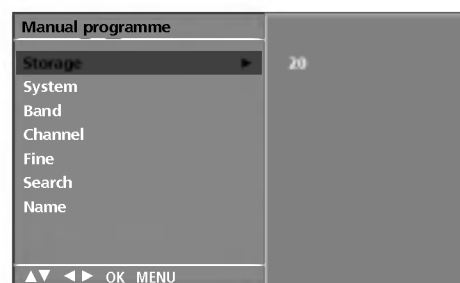 Manual programme
Storage ► 20
System
Band
Channel
Fine
Search
Name
▲▼ ◄► OK MENU